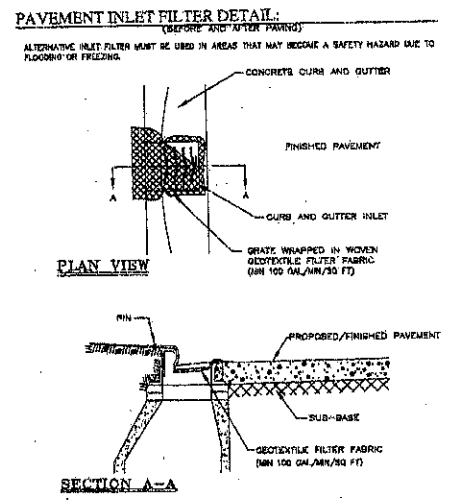 PAVEMENT INLET FILTER DETAIL:
(BEFORE AND AFTER PAVING)
ALTERNATIVE INLET FILTER MUST BE USED IN AREAS THAT MAY BECOME A SAFETY HAZARD DUE TO
FLOODING OR FREEZING.
CONCRETE CURB AND GUTTER
FINISHED PAVEMENT
A
A
CURB AND GUTTER INLET
GRATE WRAPPED IN WOVEN
GEOTEXTILE FILTER FABRIC
(MIN 100 GAL/MIN/SQ FT)
PLAN VIEW
PIN
PROPOSED/FINISHED PAVEMENT
SUB-BASE
GEOTEXTILE FILTER FABRIC
(MIN 100 GAL/MIN/SQ FT)
SECTION A-A